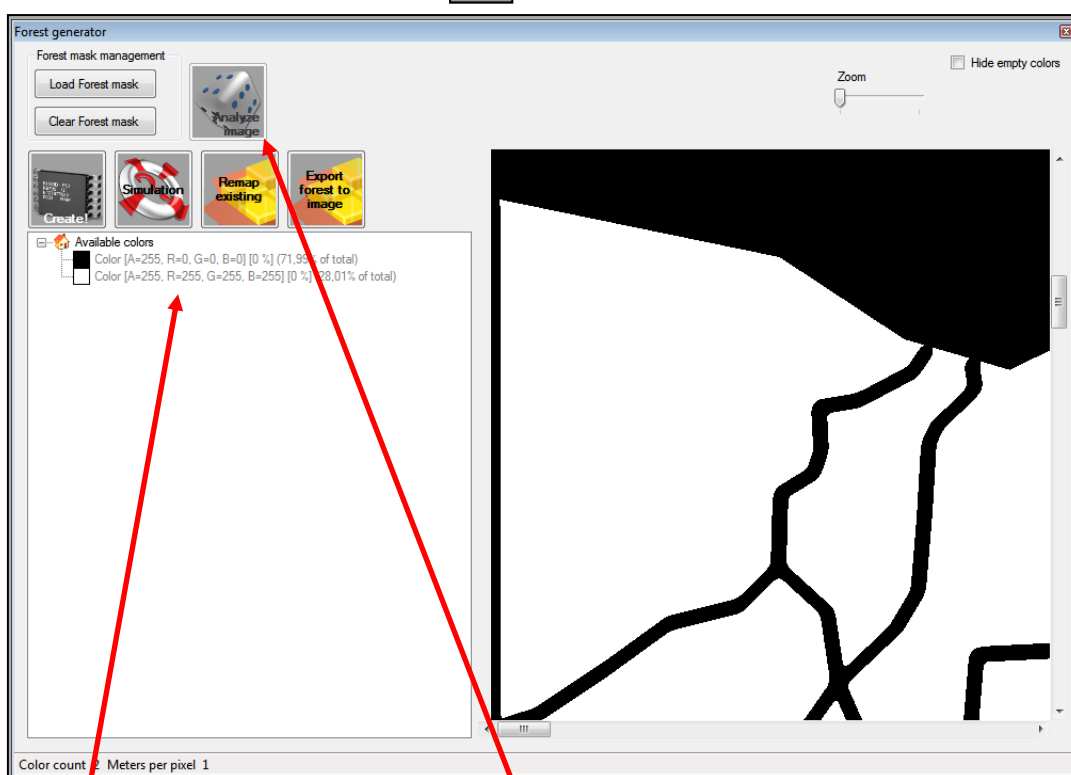 Forest generator
Forest mask management
Load Forest mask
Clear Forest mask
Analyze
image
Zoom
Hide empty colors
Create!
Simulation
Remap
existing
Export
forest to
image
Available colors
Color [A=255, R=0, G=0, B=0] [0 %] (71,99% of total)
Color [A=255, R=255, G=255, B=255] [0 %] (28,01% of total)
Color count 2 Meters per pixel 1